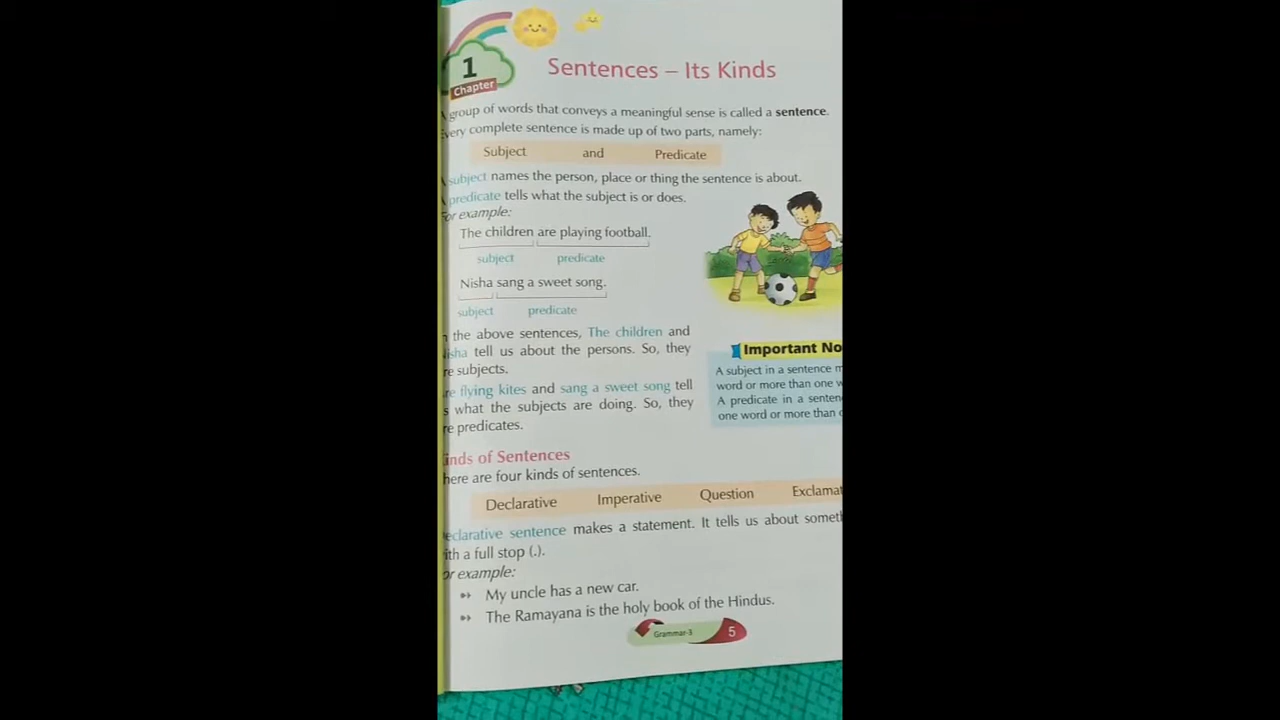 1
Chapter
Sentences – Its Kinds
group of words that conveys a meaningful sense is called a sentence.
very complete sentence is made up of two parts, namely:
Subject and Predicate
subject names the person, place or thing the sentence is about.
predicate tells what the subject is or does.
or example:
The children are playing football.
subject predicate
Nisha sang a sweet song.
subject predicate
the above sentences, The children and
isha tell us about the persons. So, they
re subjects.
re flying kites and sang a sweet song tell
s what the subjects are doing. So, they
re predicates.
Important No
A subject in a sentence m
word or more than one w
A predicate in a senten
one word or more than o
inds of Sentences
here are four kinds of sentences.
Declarative Imperative Question Exclamat
eclarative sentence makes a statement. It tells us about somet
ith a full stop (.).
or example:
➳ My uncle has a new car.
➳ The Ramayana is the holy book of the Hindus.
Grammar-3 5